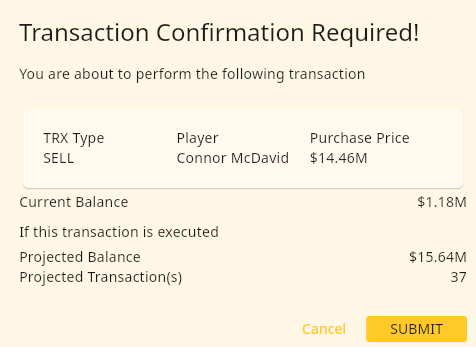 Transaction Confirmation Required!
You are about to perform the following transaction
TRX Type Player Purchase Price
SELL Connor McDavid $14.46M
Current Balance $1.18M
If this transaction is executed
Projected Balance $15.64M
Projected Transaction(s) 37
Cancel SUBMIT